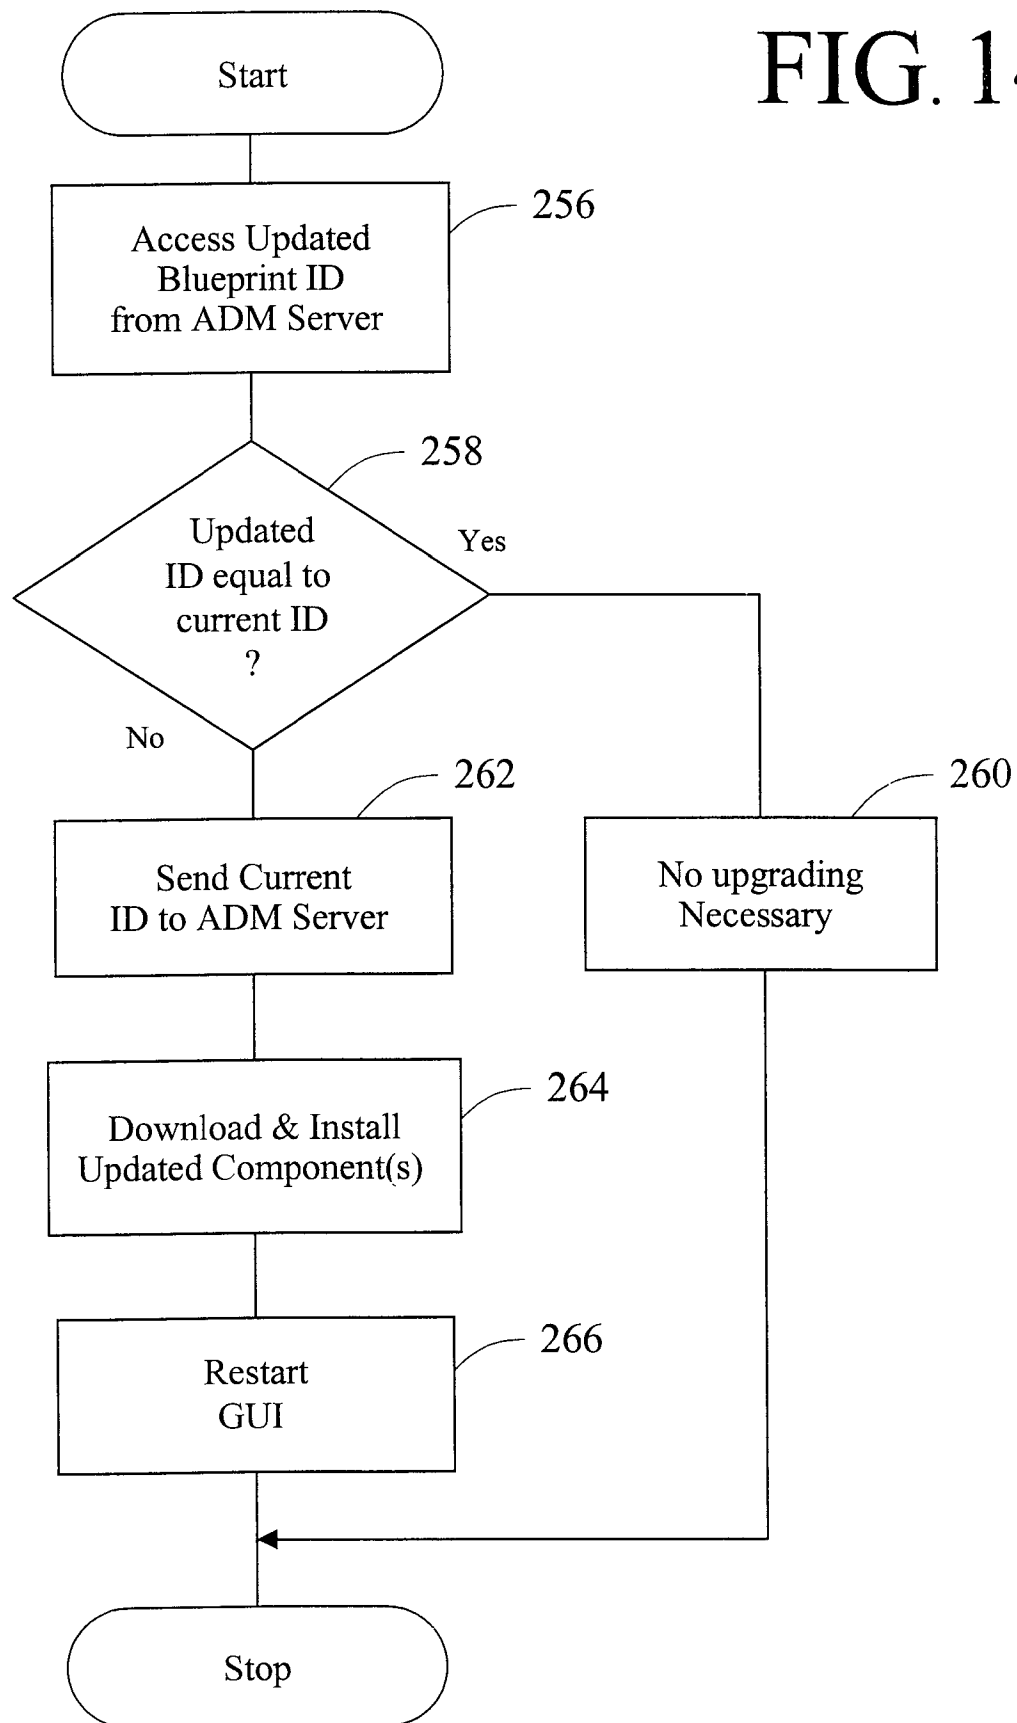 Start
FIG. 14
256
Access Updated
Blueprint ID
from ADM Server
258
Updated
ID equal to
current ID
?
Yes
No
262
Send Current
ID to ADM Server
260
No upgrading
Necessary
264
Download & Install
Updated Component(s)
266
Restart
GUI
Stop